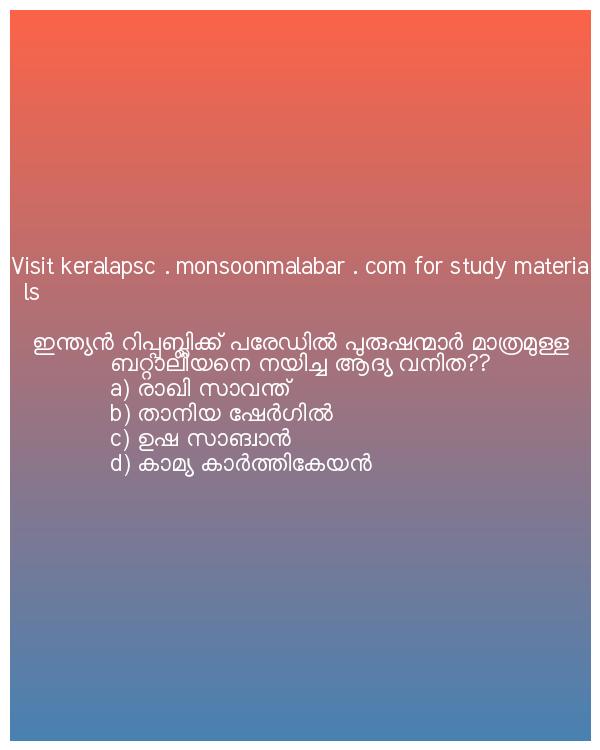 Visit keralapsc . monsoonmalabar . com for study materia
ls
ഇന്ത്യൻ റിപ്പബ്ലിക്ക് പരേഡിൽ പുരുഷന്മാർ മാത്രമുള്ള
ബറ്റാലിയനെ നയിച്ച ആദ്യ വനിത??
a) രാഖി സാവന്ത്
b) താനിയ ഷേർഗിൽ
c) ഉഷ സാങ്വാൻ
d) കാമ്യ കാർത്തികേയൻ